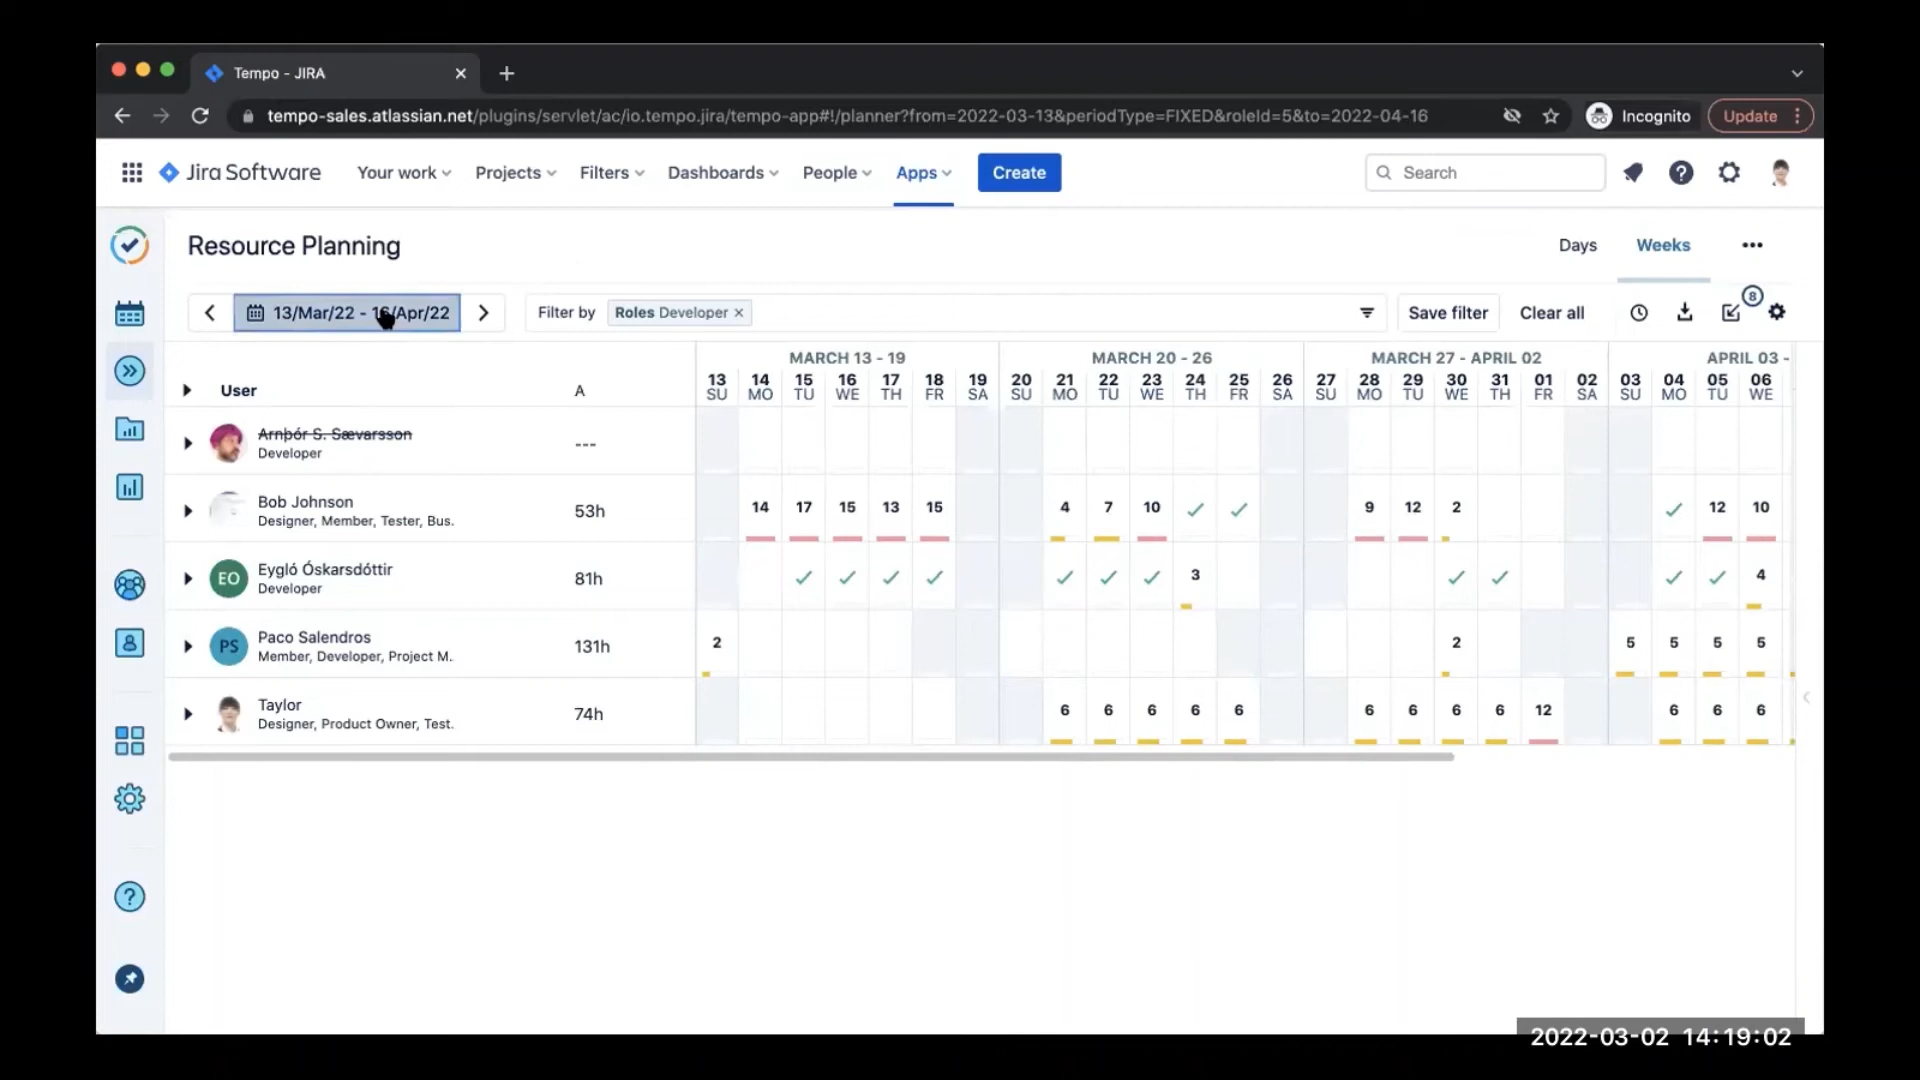 Tempo - JIRA
tempo-sales.atlassian.net/plugins/servlet/ac/io.tempo.jira/tempo-app#!/planner?from=2022-03-13&periodType=FIXED&roleId=5&to=2022-04-16 Incognito Update
Jira Software Your work Projects Filters Dashboards People Apps Create Search
Resource Planning Days Weeks
13/Mar/22 - 16/Apr/22 Filter by Roles Developer × Save filter Clear all 8
MARCH 13 - 19 MARCH 20 - 26 MARCH 27 - APRIL 02 APRIL 03 -
13 14 15 16 17 18 19 20 21 22 23 24 25 26 27 28 29 30 31 01 02 03 04 05 06
User A SU MO TU WE TH FR SA SU MO TU WE TH FR SA SU MO TU WE TH FR SA SU MO TU WE
Arnþór S. Sævarsson ---
Developer
Bob Johnson 53h 14 17 15 13 15 4 7 10 ✓ ✓ 9 12 2 ✓ 12 10
Designer, Member, Tester, Bus.
EO Eygló Óskarsdóttir 81h ✓ ✓ ✓ ✓ ✓ ✓ ✓ 3 ✓ ✓ ✓ ✓ 4
Developer
PS Paco Salendros 131h 2 2 5 5 5 5
Member, Developer, Project M.
Taylor 74h 6 6 6 6 6 6 6 6 6 12 6 6 6
Designer, Product Owner, Test.
2022-03-02 14:19:02